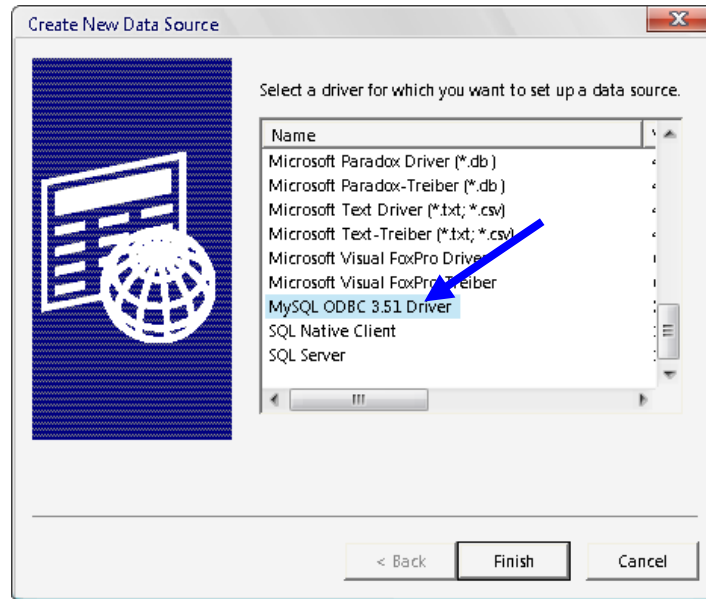 Create New Data Source
Select a driver for which you want to set up a data source.
Name
Microsoft Paradox Driver (*.db )
Microsoft Paradox-Treiber (*.db )
Microsoft Text Driver (*.txt; *.csv)
Microsoft Text-Treiber (*.txt; *.csv)
Microsoft Visual FoxPro Driver
Microsoft Visual FoxPro Treiber
MySQL ODBC 3.51 Driver
SQL Native Client
SQL Server
< Back Finish Cancel